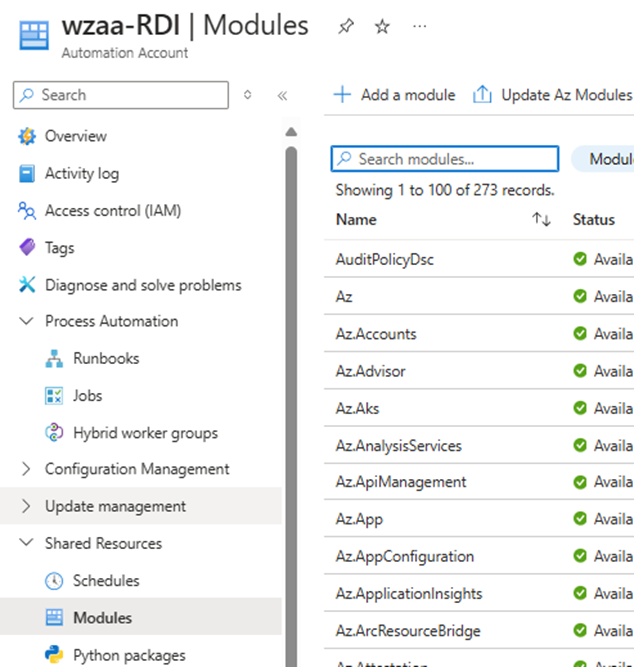 wzaa-RDI | Modules
Automation Account
Search
Overview
Activity log
Access control (IAM)
Tags
Diagnose and solve problems
Process Automation
Runbooks
Jobs
Hybrid worker groups
Configuration Management
Update management
Shared Resources
Schedules
Modules
Python packages
Add a module
Update Az Modules
Search modules...
Modul
Showing 1 to 100 of 273 records.
Name Status
AuditPolicyDsc Availa
Az Availa
Az.Accounts Availa
Az.Advisor Availa
Az.Aks Availa
Az.AnalysisServices Availa
Az.ApiManagement Availa
Az.App Availa
Az.AppConfiguration Availa
Az.ApplicationInsights Availa
Az.ArcResourceBridge Availa